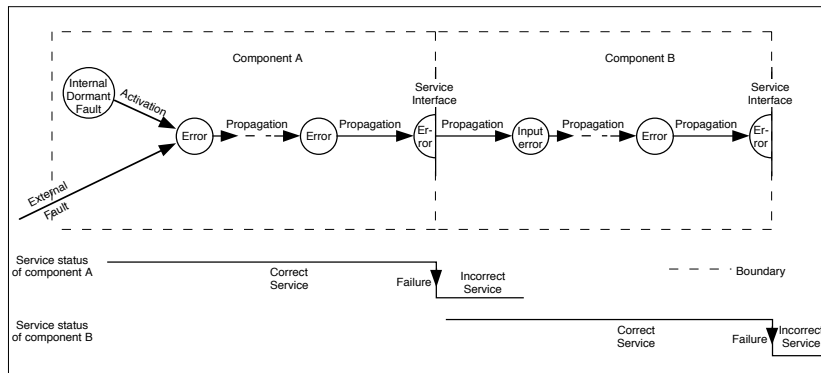 Component A
Component B
Internal
Dormant
Fault
Activation
Service
Interface
Service
Interface
Error
Propagation
Error
Propagation
Er-
ror
Propagation
Input
error
Propagation
Error
Propagation
Er-
ror
External
Fault
Service status
of component A
Correct
Service
Failure
Incorrect
Service
Boundary
Service status
of component B
Correct
Service
Failure
Incorrect
Service